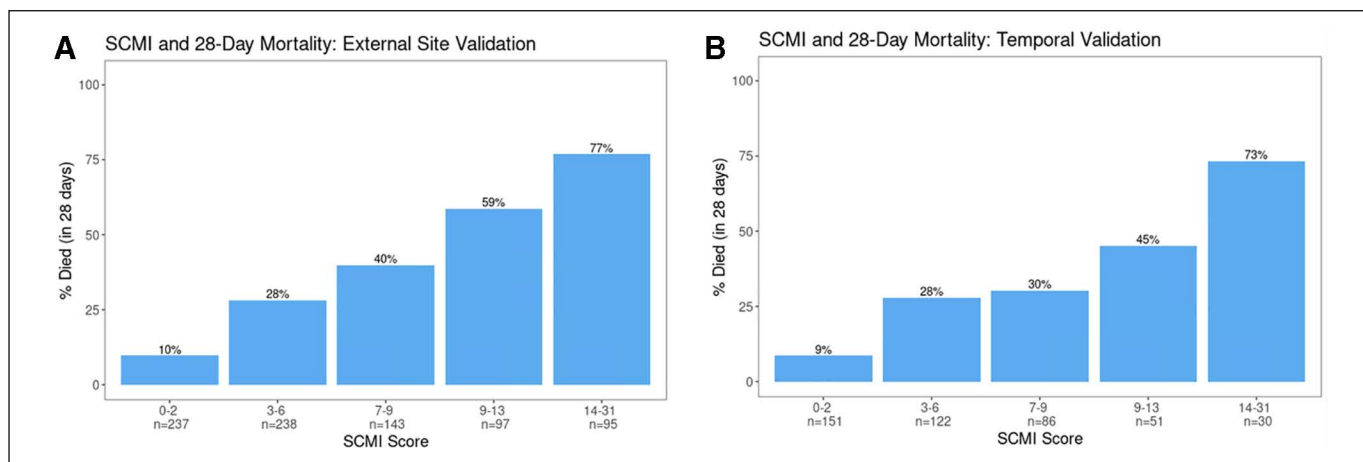 A
SCMI and 28-Day Mortality: External Site Validation
% Died (in 28 days)
100
75
50
25
0
10%
28%
40%
59%
77%
0-2
3-6
7-9
9-13
14-31
n=237
n=238
n=143
n=97
n=95
SCMI Score
B
SCMI and 28-Day Mortality: Temporal Validation
% Died (in 28 days)
100
75
50
25
0
9%
28%
30%
45%
73%
0-2
3-6
7-9
9-13
14-31
n=151
n=122
n=86
n=51
n=30
SCMI Score